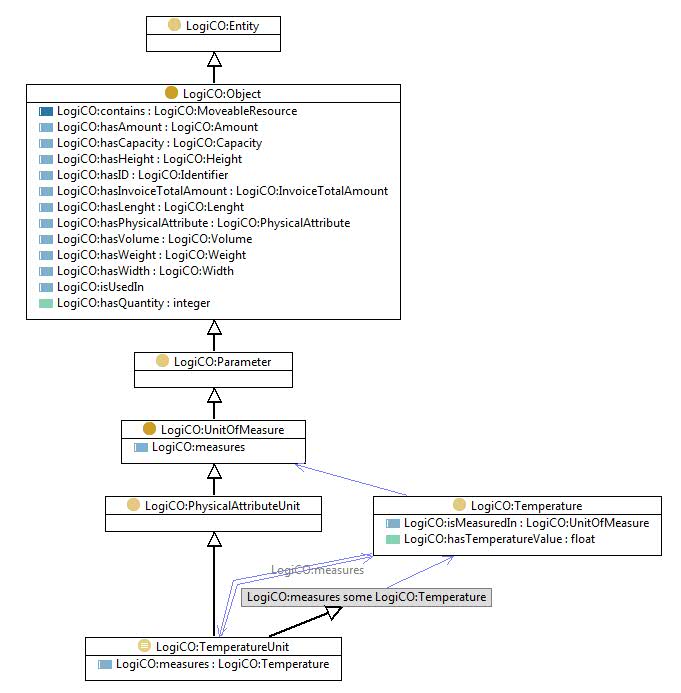 LogiCO:Entity
LogiCO:Object
LogiCO:contains : LogiCO:MoveableResource
LogiCO:hasAmount : LogiCO:Amount
LogiCO:hasCapacity : LogiCO:Capacity
LogiCO:hasHeight : LogiCO:Height
LogiCO:hasID : LogiCO:Identifier
LogiCO:hasInvoiceTotalAmount : LogiCO:InvoiceTotalAmount
LogiCO:hasLenght : LogiCO:Lenght
LogiCO:hasPhysicalAttribute : LogiCO:PhysicalAttribute
LogiCO:hasVolume : LogiCO:Volume
LogiCO:hasWeight : LogiCO:Weight
LogiCO:hasWidth : LogiCO:Width
LogiCO:isUsedIn
LogiCO:hasQuantity : integer
LogiCO:Parameter
LogiCO:UnitOfMeasure
LogiCO:measures
LogiCO:PhysicalAttributeUnit
LogiCO:Temperature
LogiCO:isMeasuredIn : LogiCO:UnitOfMeasure
LogiCO:hasTemperatureValue : float
LogiCO:measures
LogiCO:measures some LogiCO:Temperature
LogiCO:TemperatureUnit
LogiCO:measures : LogiCO:Temperature